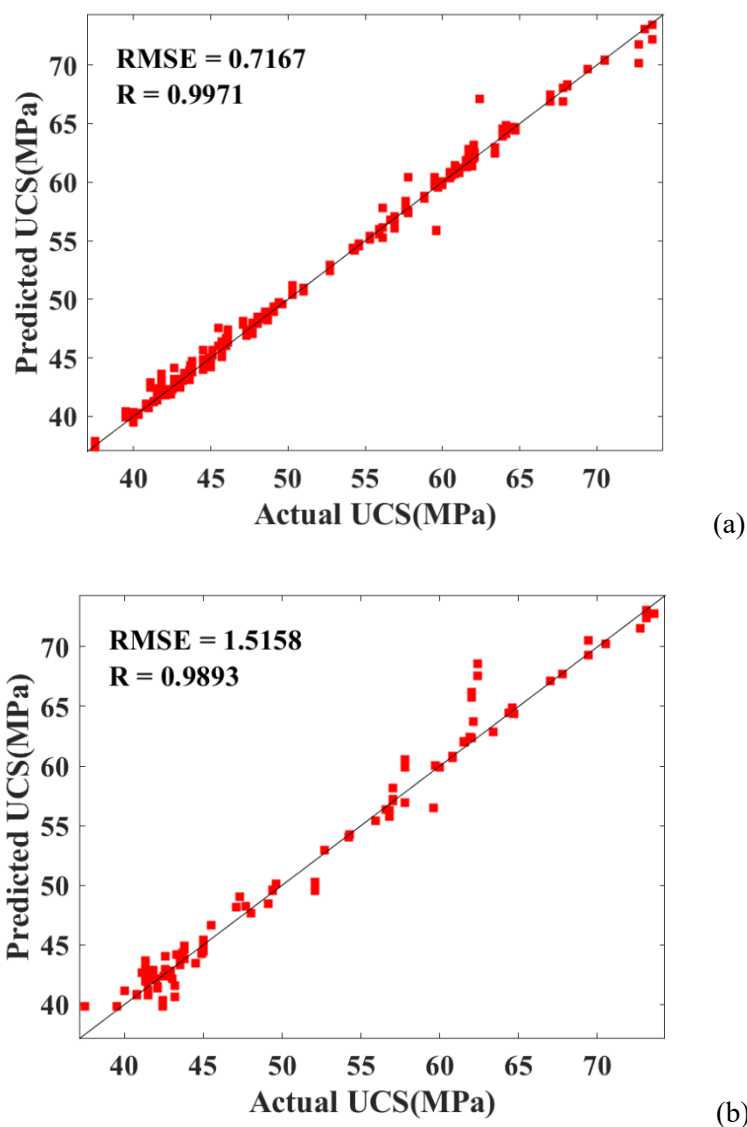 RMSE = 0.7167
R = 0.9971
Predicted UCS(MPa)
70
65
60
55
50
45
40
40 45 50 55 60 65 70
Actual UCS(MPa)
(a)
RMSE = 1.5158
R = 0.9893
Predicted UCS(MPa)
70
65
60
55
50
45
40
40 45 50 55 60 65 70
Actual UCS(MPa)
(b)